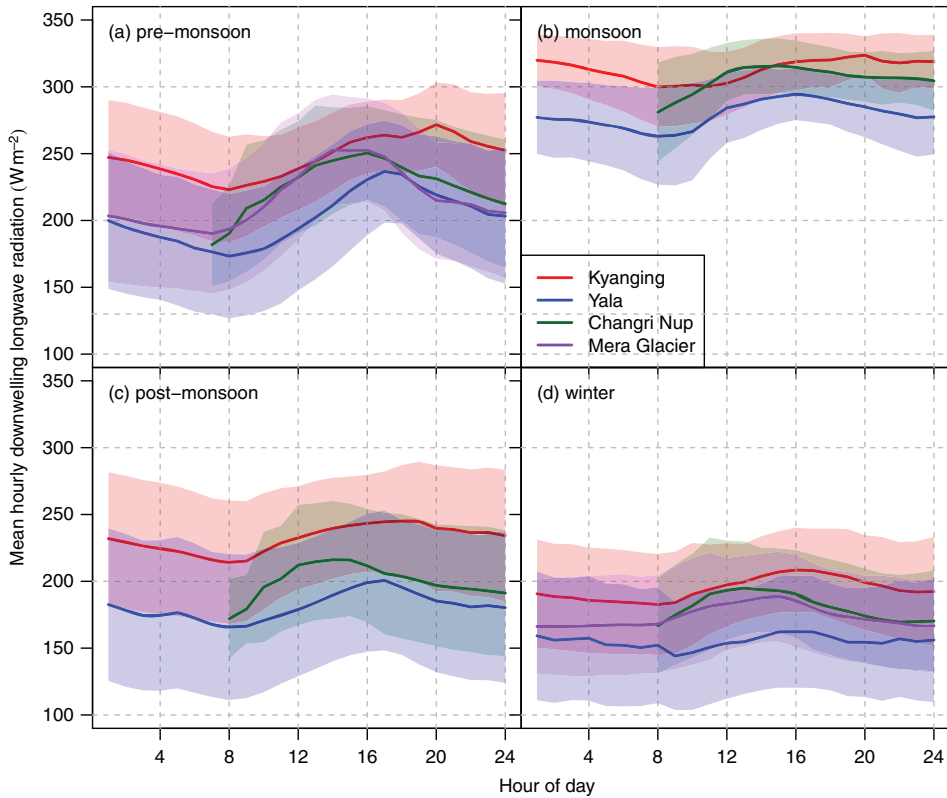 (a) pre−monsoon
(b) monsoon
350
300
250
200
150
100
350
300
250
200
150
100
Mean hourly downwelling longwave radiation (W m−2)
Kyanging
Yala
Changri Nup
Mera Glacier
(c) post−monsoon
(d) winter
4 8 12 16 20 24
4 8 12 16 20 24
Hour of day